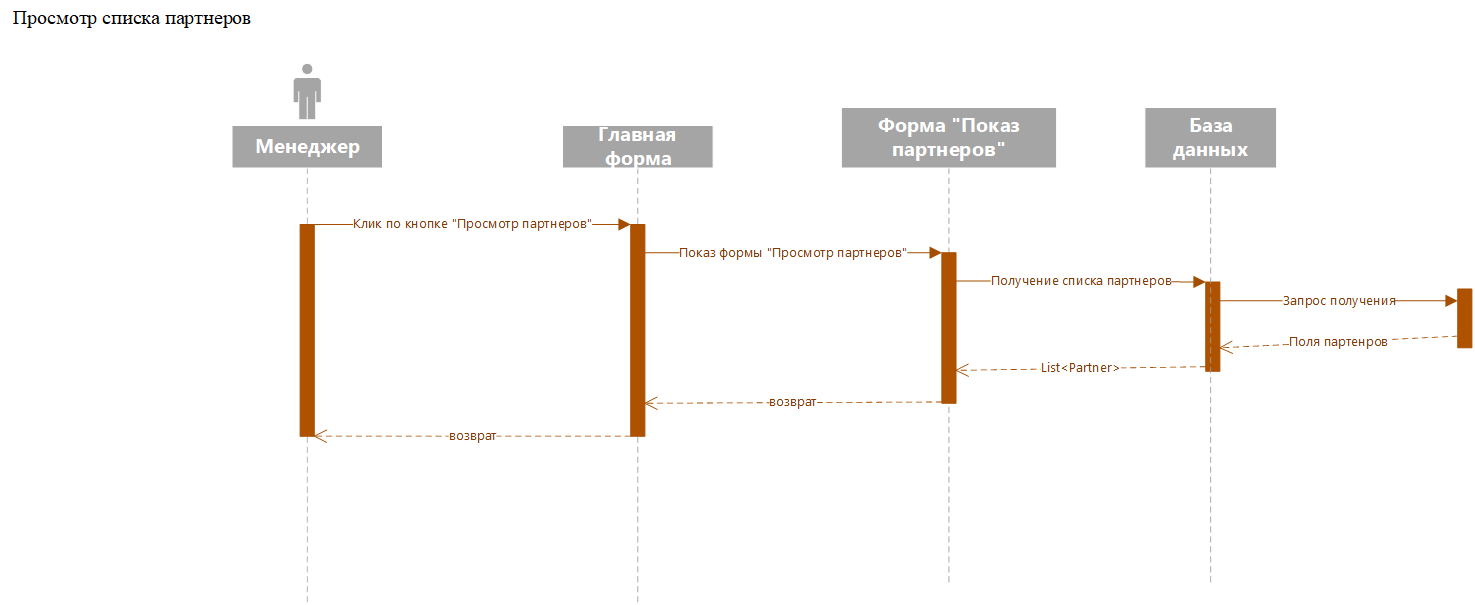 Просмотр списка партнеров
Менеджер
Главная
форма
Форма "Показ
партнеров"
База
данных
Клик по кнопке "Просмотр партнеров"
Показ формы "Просмотр партнеров"
Получение списка партнеров
Запрос получения
Поля партенров
List<Partner>
возврат
возврат